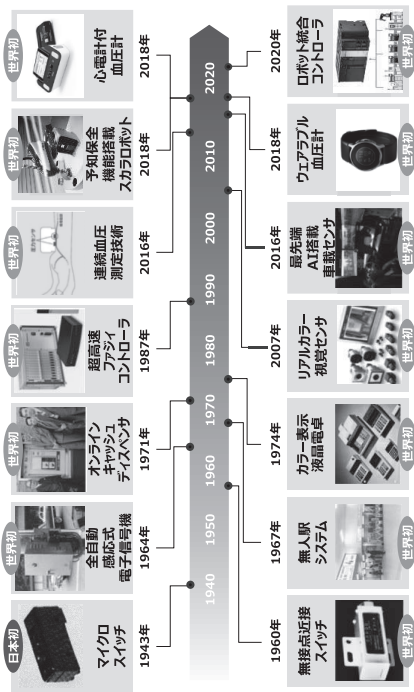 日本初
マイクロ
スイッチ
1943年
世界初
全自動
感応式
電子信号機
1964年
世界初
オンライン
キャッシュ
ディスペンサ
1971年
世界初
超高速
ファジィ
コントローラ
1987年
世界初
連続血圧
測定技術
2016年
世界初
予知保全
機能搭載
スカラロボット
2018年
世界初
心電計付
血圧計
2018年
1940
1950
1960
1970
1980
1990
2000
2010
2020
1960年
無接点近接
スイッチ
世界初
1967年
無人駅
システム
世界初
1974年
カラー表示
液晶電卓
世界初
2007年
リアルカラー
視覚センサ
世界初
2016年
最先端
AI搭載
車載センサ
世界初
2018年
ウェアラブル
血圧計
世界初
2020年
ロボット統合
コントローラ
世界初